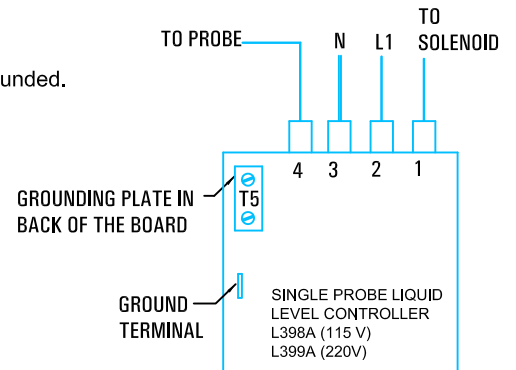 TO
TO PROBE
N
L1
SOLENOID
unded.
4
3
2
1
GROUNDING PLATE IN
BACK OF THE BOARD
T5
GROUND
TERMINAL
SINGLE PROBE LIQUID
LEVEL CONTROLLER
L398A (115 V)
L399A (220V)